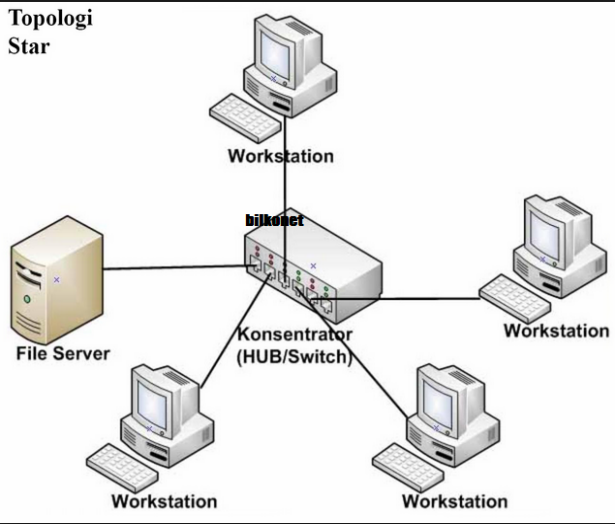 Topologi
Star
Workstation
bilkonet
Workstation
Konsentrator
(HUB/Switch)
File Server
Workstation
Workstation